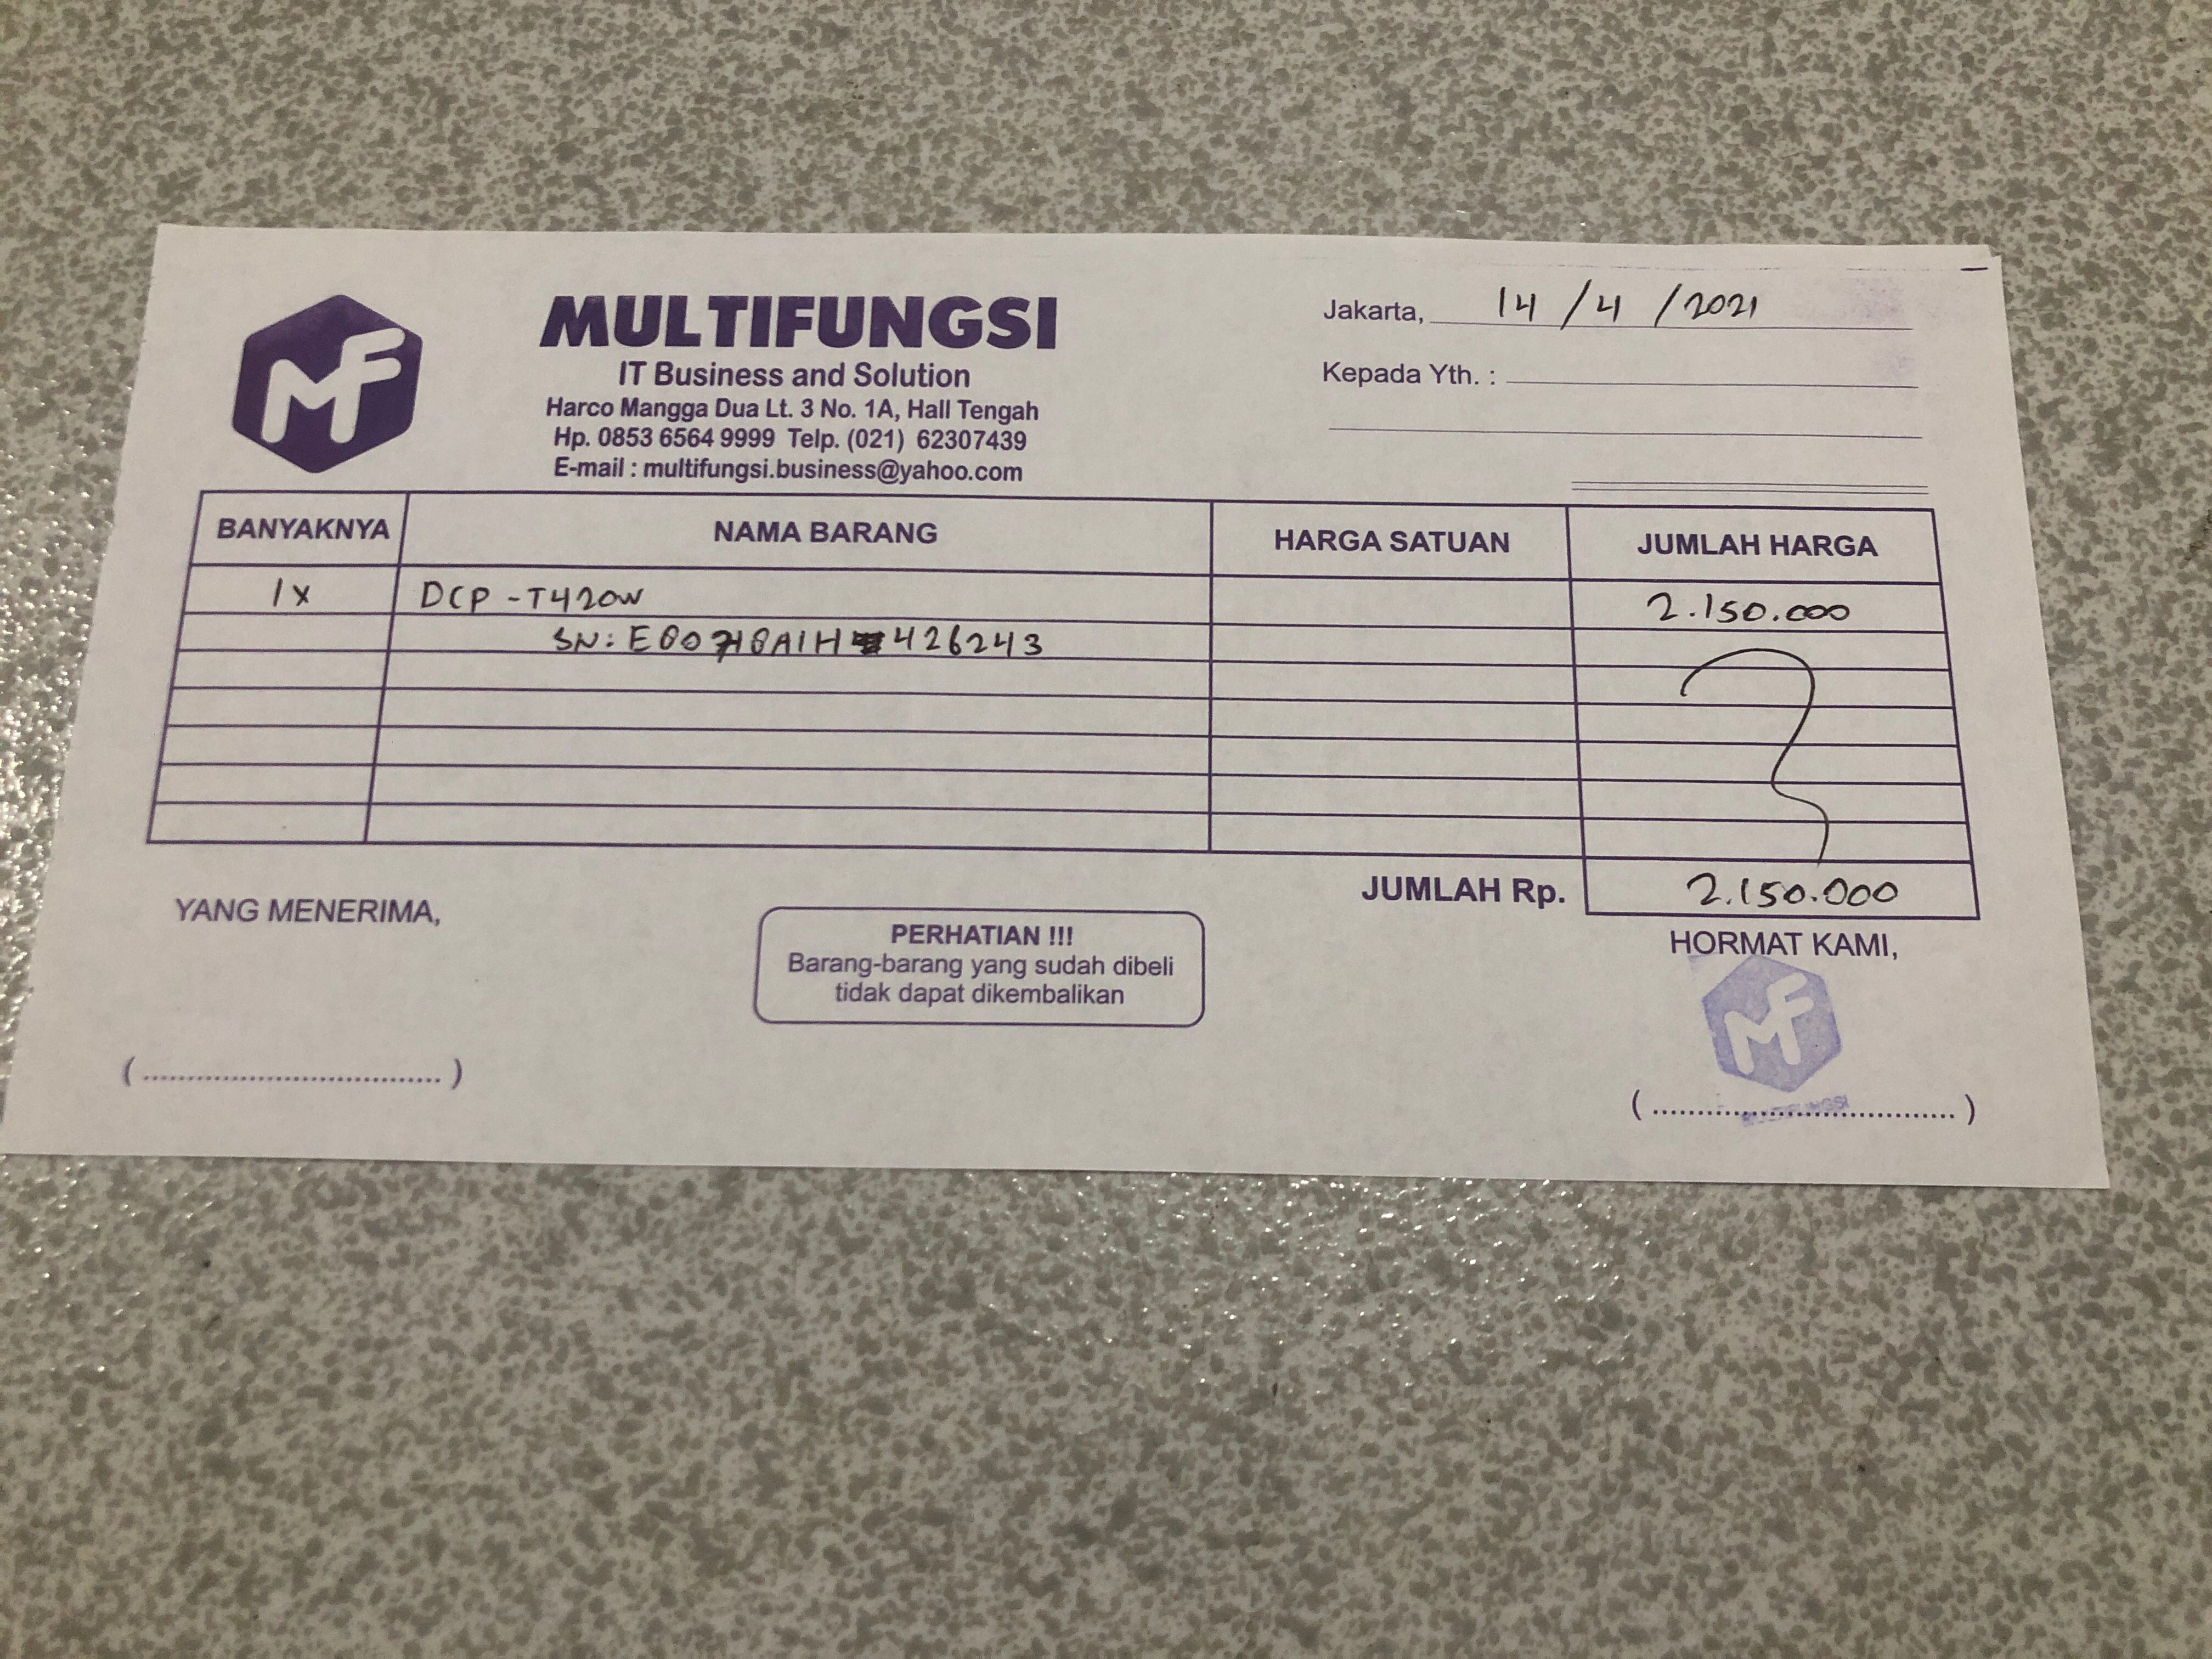 MF
MULTIFUNGSI
IT Business and Solution
Harco Mangga Dua Lt. 3 No. 1A, Hall Tengah
Hp. 0853 6564 9999 Telp. (021) 62307439
E-mail : multifungsi.business@yahoo.com
Jakarta, 14 / 4 / 2021
Kepada Yth. :
BANYAKNYA NAMA BARANG HARGA SATUAN JUMLAH HARGA
1x DCP - T420W 2.150.000
SN: 426243
JUMLAH Rp. 2.150.000
YANG MENERIMA,
PERHATIAN !!!
Barang-barang yang sudah dibeli
tidak dapat dikembalikan
HORMAT KAMI,
MF
(..................................)
(..................................)